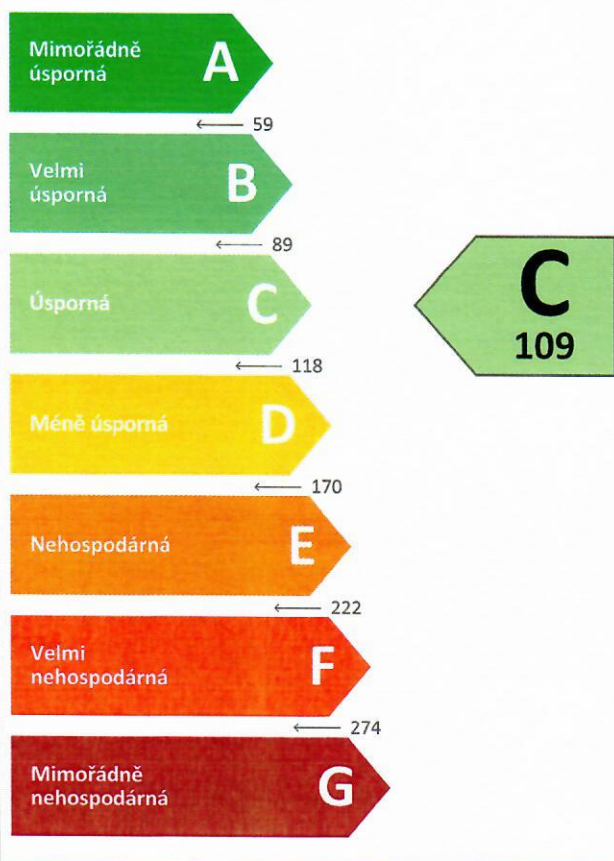 Mimořádně
úsporná
A
← 59
Velmi
úsporná
B
← 89
Úsporná
C
C
109
← 118
Méně úsporná
D
← 170
Nehospodárná
E
← 222
Velmi
nehospodárná
F
← 274
Mimořádně
nehospodárná
G